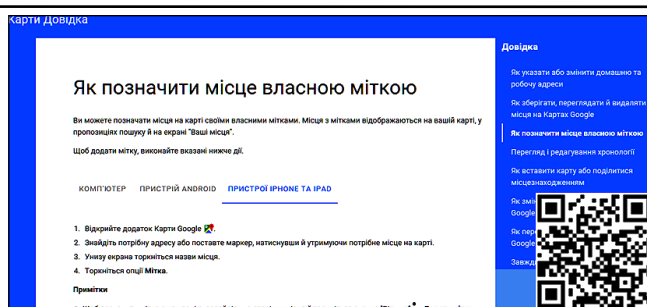 Карти Довідка
Як позначити місце власною міткою
Ви можете позначати місця на карті своїми власними мітками. Місця з мітками відображаються на вашій карті, у
пропозиціях пошуку й на екрані "Ваші місця".
Щоб додати мітку, виконайте вказані нижче дії.
КОМП'ЮТЕР ПРИСТРІЙ ANDROID ПРИСТРОЇ IPHONE ТА IPAD
1. Відкрийте додаток Карти Google
2. Знайдіть потрібну адресу або поставте маркер, натиснувши й утримуючи потрібне місце на карті.
3. Унизу екрана торкніться назви місця.
4. Торкніться опції Мітка.
Примітки
Довідка
Як указати або змінити домашню та
робочу адреси
Як зберігати, переглядати й видаляти
місця на Картах Google
Як позначити місце власною міткою
Перегляд і редагування хронології
Як вставити карту або поділитися
місцезнаходженням
Як
Google
Як
Google